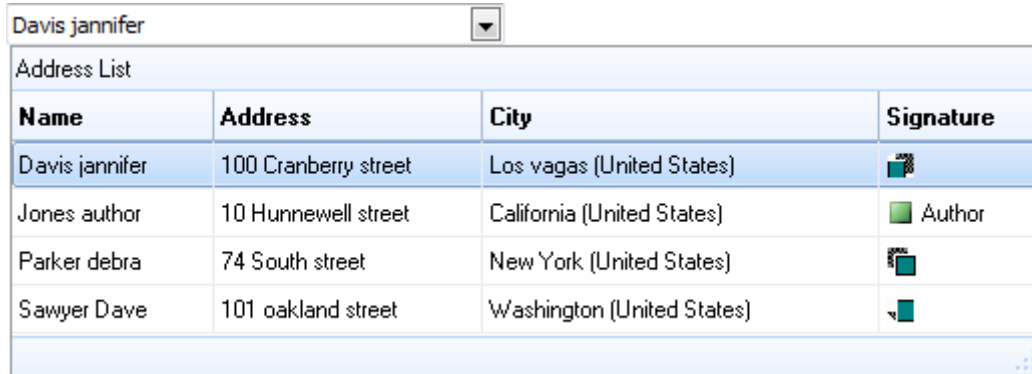 Davis jannifer
Address List
Name Address City Signature
Davis jannifer 100 Cranberry street Los vagas (United States)
Jones author 10 Hunnewell street California (United States) Author
Parker debra 74 South street New York (United States)
Sawyer Dave 101 oakland street Washington (United States)